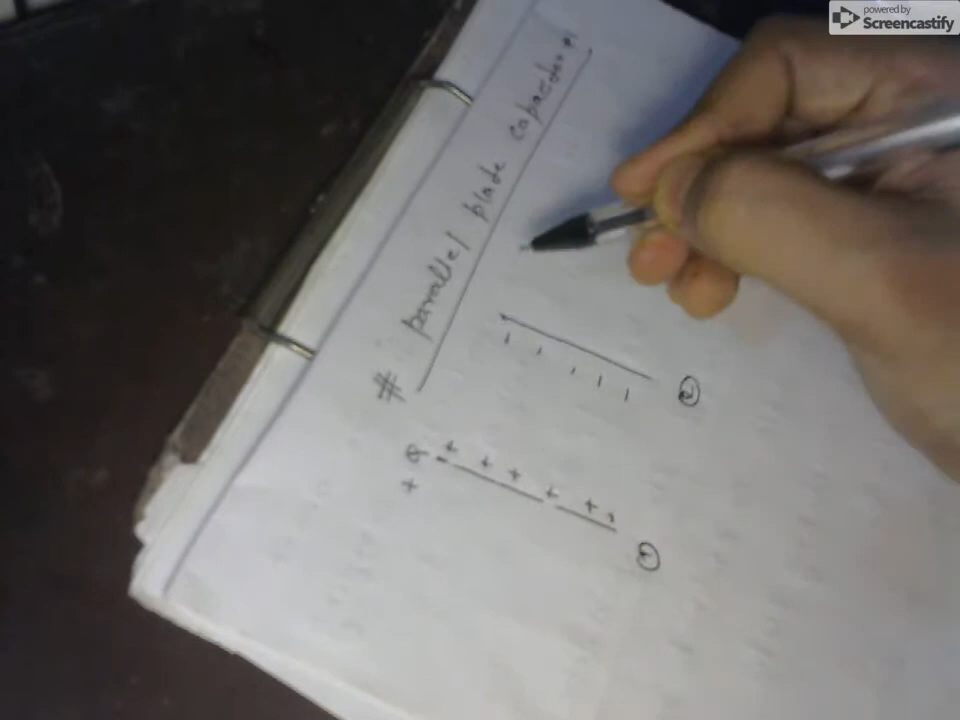 # parallel plate capacitor :
+ Q
+ + + + +
- - - - -
①
②
powered by
Screencastify